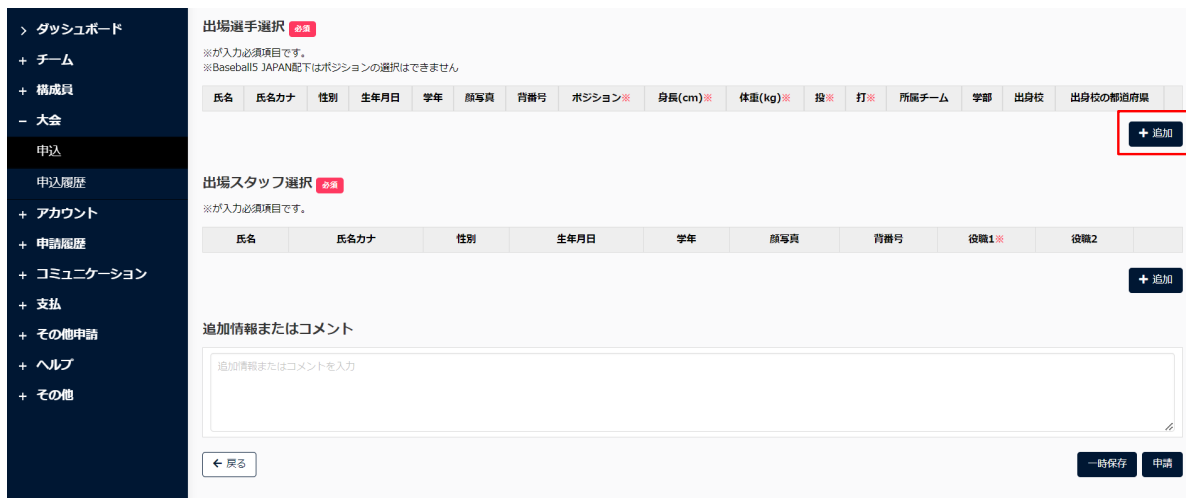 > ダッシュボード
+ チーム
+ 構成員
− 大会
申込
申込履歴
+ アカウント
+ 申請履歴
+ コミュニケーション
+ 支払
+ その他申請
+ ヘルプ
+ その他
出場選手選択 必須
※が入力必須項目です。
※Baseball5 JAPAN配下はポジションの選択はできません
氏名 氏名カナ 性別 生年月日 学年 顔写真 背番号 ポジション※ 身長(cm)※ 体重(kg)※ 投※ 打※ 所属チーム 学部 出身校 出身校の都道府県
+ 追加
出場スタッフ選択 必須
※が入力必須項目です。
氏名 氏名カナ 性別 生年月日 学年 顔写真 背番号 役職1※ 役職2
+ 追加
追加情報またはコメント
追加情報またはコメントを入力
← 戻る 一時保存 申請